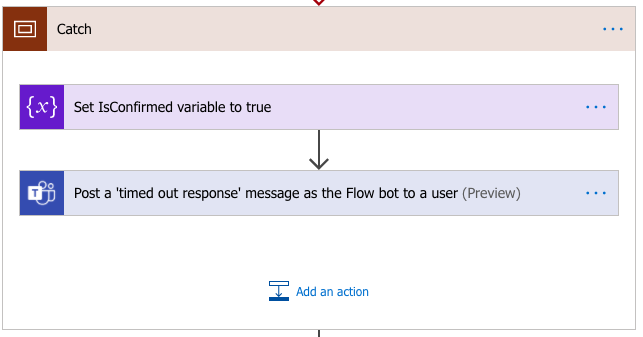 Catch
{x} Set IsConfirmed variable to true
T Post a 'timed out response' message as the Flow bot to a user (Preview)
Add an action